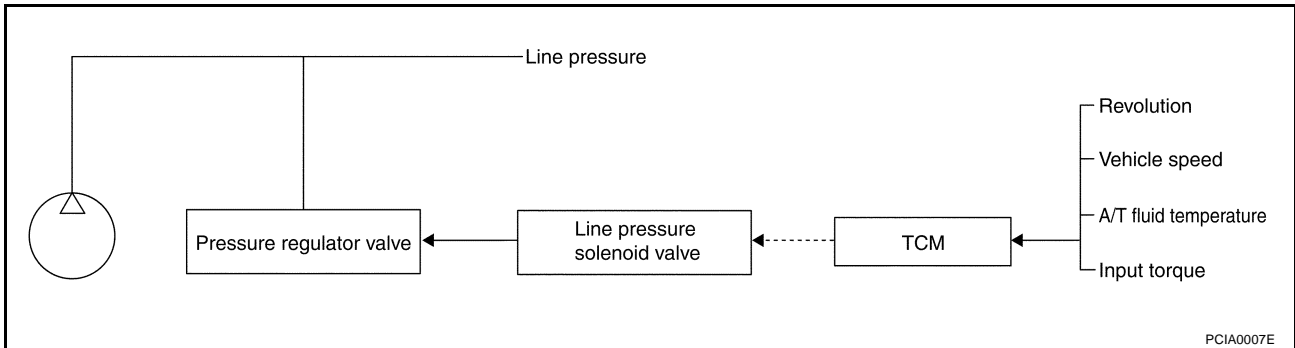 Line pressure
Revolution
Vehicle speed
A/T fluid temperature
Input torque
Pressure regulator valve
Line pressure
solenoid valve
TCM
PCIA0007E